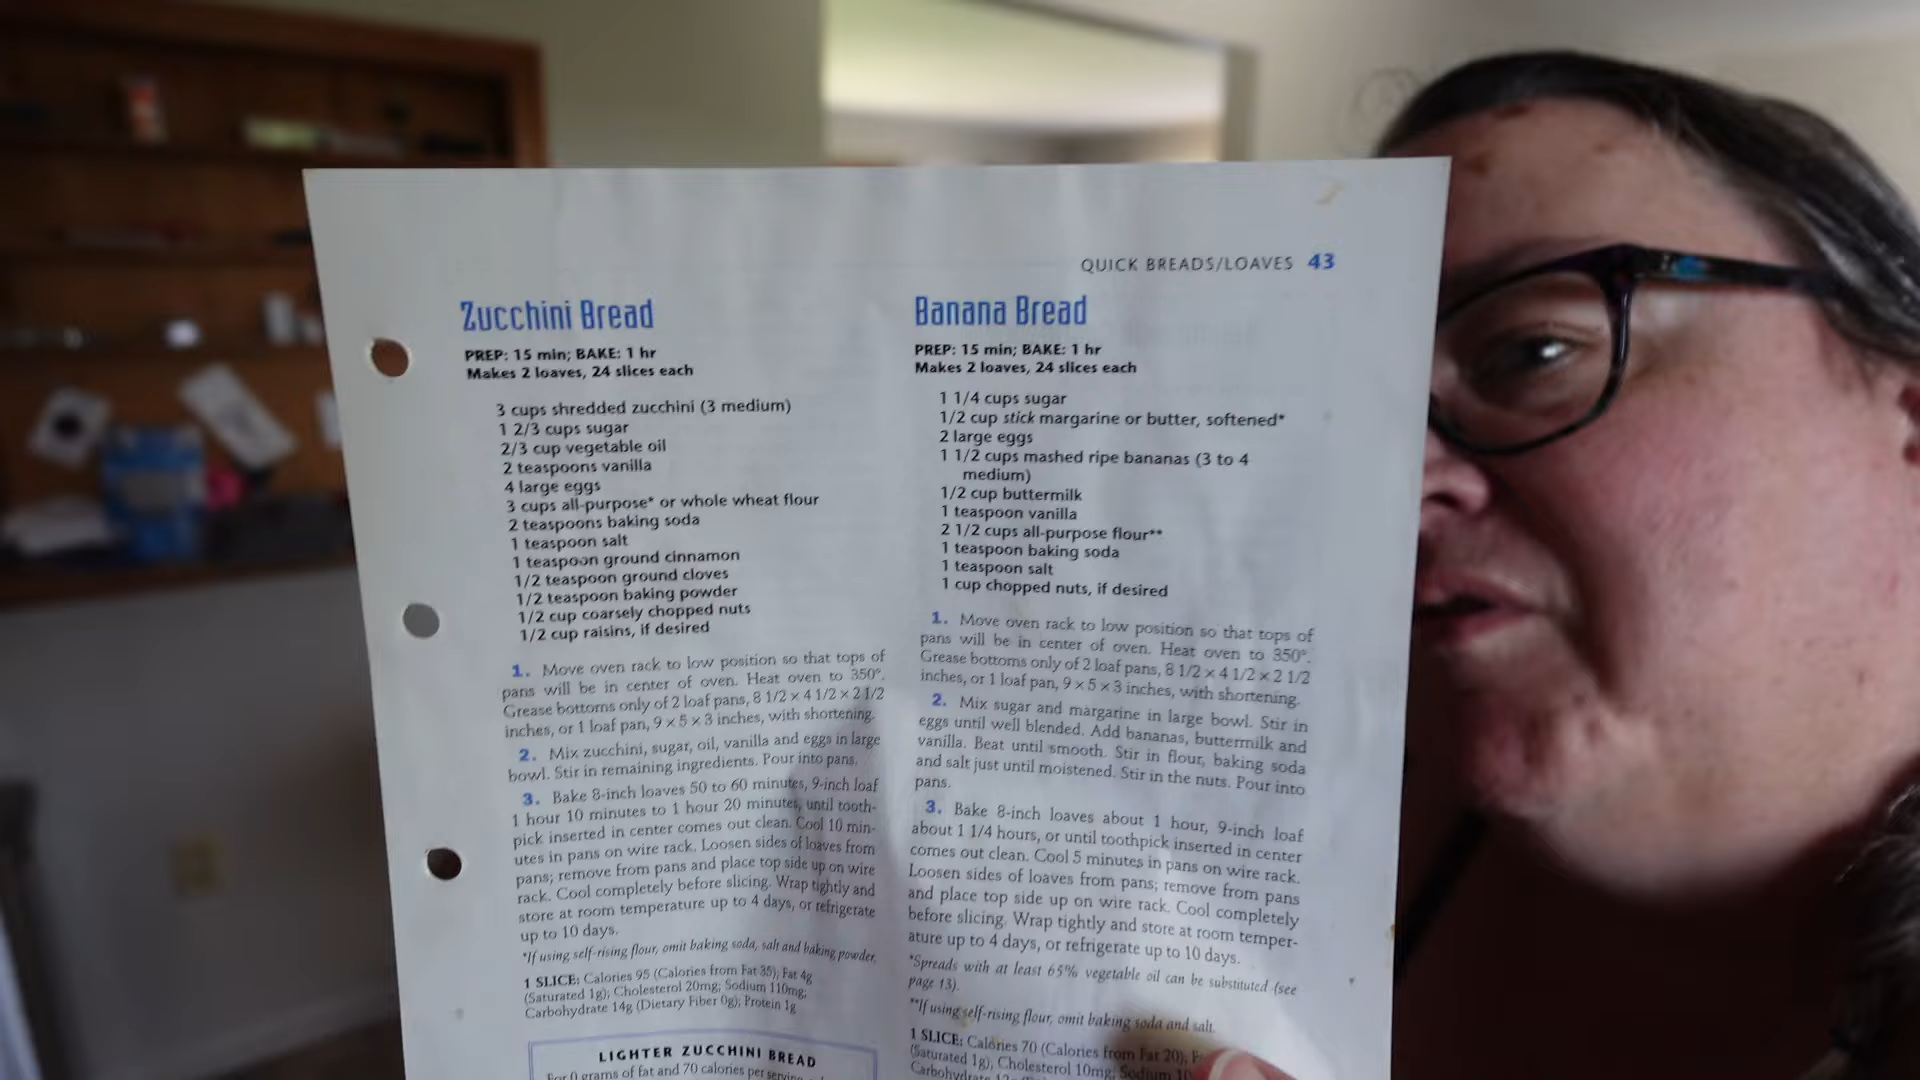 QUICK BREADS/LOAVES 43
Zucchini Bread
PREP: 15 min; BAKE: 1 hr
Makes 2 loaves, 24 slices each
3 cups shredded zucchini (3 medium)
1 2/3 cups sugar
2/3 cup vegetable oil
2 teaspoons vanilla
4 large eggs
3 cups all-purpose* or whole wheat flour
2 teaspoons baking soda
1 teaspoon salt
1 teaspoon ground cinnamon
1/2 teaspoon ground cloves
1/2 teaspoon baking powder
1/2 cup coarsely chopped nuts
1/2 cup raisins, if desired
1. Move oven rack to low position so that tops of
pans will be in center of oven. Heat oven to 350°.
Grease bottoms only of 2 loaf pans, 8 1/2 × 4 1/2 × 2 1/2
inches, or 1 loaf pan, 9 × 5 × 3 inches, with shortening.
2. Mix zucchini, sugar, oil, vanilla and eggs in large
bowl. Stir in remaining ingredients. Pour into pans.
3. Bake 8-inch loaves 50 to 60 minutes, 9-inch loaf
1 hour 10 minutes to 1 hour 20 minutes, until tooth-
pick inserted in center comes out clean. Cool 10 min-
utes in pans on wire rack. Loosen sides of loaves from
pans; remove from pans and place top side up on wire
rack. Cool completely before slicing. Wrap tightly and
store at room temperature up to 4 days, or refrigerate
up to 10 days.
*If using self-rising flour, omit baking soda, salt and baking powder.
1 SLICE: Calories 95 (Calories from Fat 35); Fat 4g
(Saturated 1g); Cholesterol 20mg; Sodium 110mg;
Carbohydrate 14g (Dietary Fiber 0g); Protein 1g
LIGHTER ZUCCHINI BREAD
For 0 grams of fat and 70 calories per serving
Banana Bread
PREP: 15 min; BAKE: 1 hr
Makes 2 loaves, 24 slices each
1 1/4 cups sugar
1/2 cup stick margarine or butter, softened*
2 large eggs
1 1/2 cups mashed ripe bananas (3 to 4
medium)
1/2 cup buttermilk
1 teaspoon vanilla
2 1/2 cups all-purpose flour**
1 teaspoon baking soda
1 teaspoon salt
1 cup chopped nuts, if desired
1. Move oven rack to low position so that tops of
pans will be in center of oven. Heat oven to 350°.
Grease bottoms only of 2 loaf pans, 8 1/2 × 4 1/2 × 2 1/2
inches, or 1 loaf pan, 9 × 5 × 3 inches, with shortening.
2. Mix sugar and margarine in large bowl. Stir in
eggs until well blended. Add bananas, buttermilk and
vanilla. Beat until smooth. Stir in flour, baking soda
and salt just until moistened. Stir in the nuts. Pour into
pans.
3. Bake 8-inch loaves about 1 hour, 9-inch loaf
about 1 1/4 hours, or until toothpick inserted in center
comes out clean. Cool 5 minutes in pans on wire rack.
Loosen sides of loaves from pans; remove from pans
and place top side up on wire rack. Cool completely
before slicing. Wrap tightly and store at room temper-
ature up to 4 days, or refrigerate up to 10 days.
*Spreads with at least 65% vegetable oil can be substituted (see
page 13).
**If using self-rising flour, omit baking soda and salt.
1 SLICE: Calories 70 (Calories from Fat 20);
(Saturated 1g); Cholesterol 10mg; Sodium
Carbohydrate